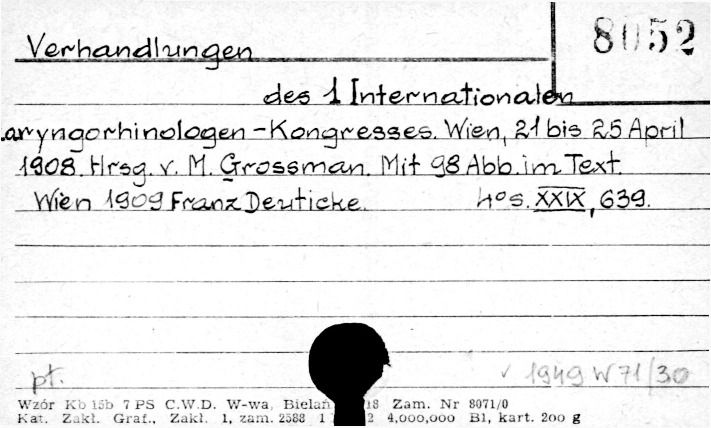 8052
Verhandlungen
des 1 Internationalen
aryngorhinologen-Kongresses. Wien, 21 bis 25 April
1908. Hrsg. v. M. Grossman. Mit 98 Abb. im Text.
Wien 1909 Franz Deuticke. 4°s. XXIX, 639.
pt. v 1949 W 71/30
Wzór Kb 15b 7 PS C.W.D. W-wa, Bielań 18 Zam. Nr 8071/0
Kat. Zakł. Graf., Zakł. 1, zam. 2588 1 2 4,000,000 B1, kart. 200 g